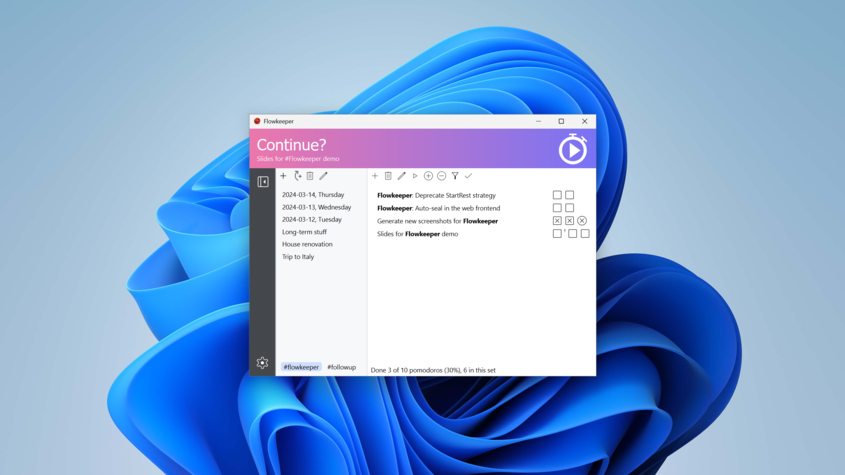 Flowkeeper
Continue?
Slides for #Flowkeeper demo
2024-03-14, Thursday
2024-03-13, Wednesday
2024-03-12, Tuesday
Long-term stuff
House renovation
Trip to Italy
#flowkeeper #followup
Flowkeeper: Deprecate StartRest strategy
Flowkeeper: Auto-seal in the web frontend
Generate new screenshots for Flowkeeper
Slides for Flowkeeper demo
Done 3 of 10 pomodoros (30%), 6 in this set